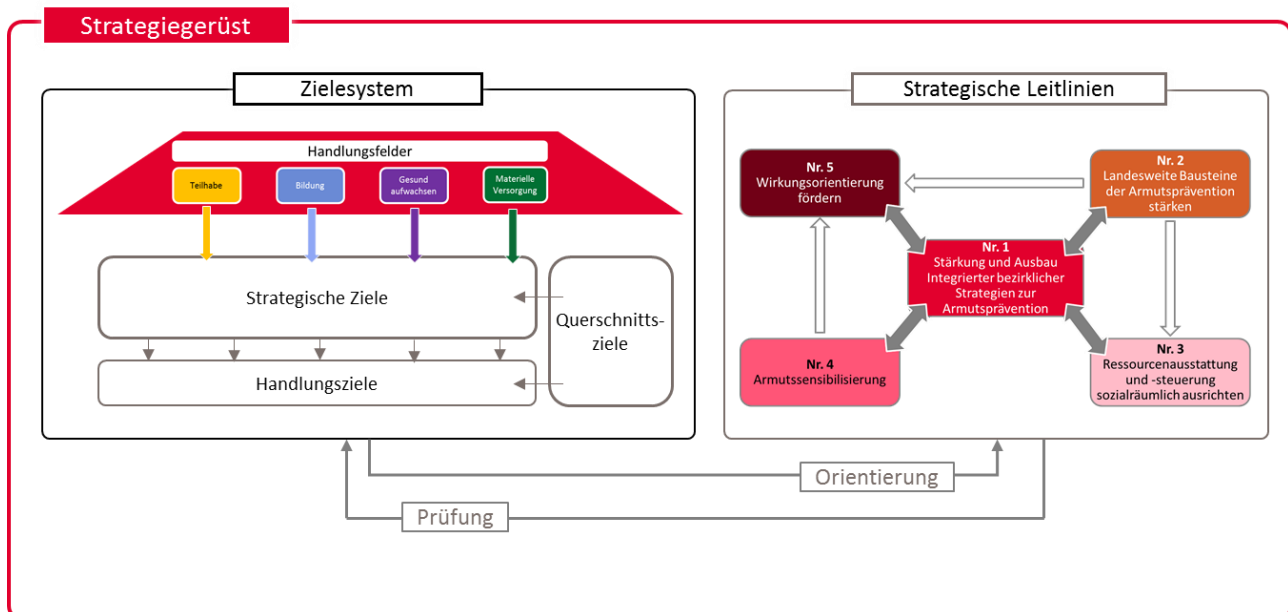 Strategiegerüst
Zielesystem
Handlungsfelder
Teilhabe
Bildung
Gesund
aufwachsen
Materielle
Versorgung
Strategische Ziele
Querschnitts-
ziele
Handlungsziele
Strategische Leitlinien
Nr. 5
Wirkungsorientierung
fördern
Nr. 2
Landesweite Bausteine
der Armutsprävention
stärken
Nr. 1
Stärkung und Ausbau
Integrierter bezirklicher
Strategien zur
Armutsprävention
Nr. 4
Armutssensibilisierung
Nr. 3
Ressourcenausstattung
und -steuerung
sozialräumlich ausrichten
Orientierung
Prüfung